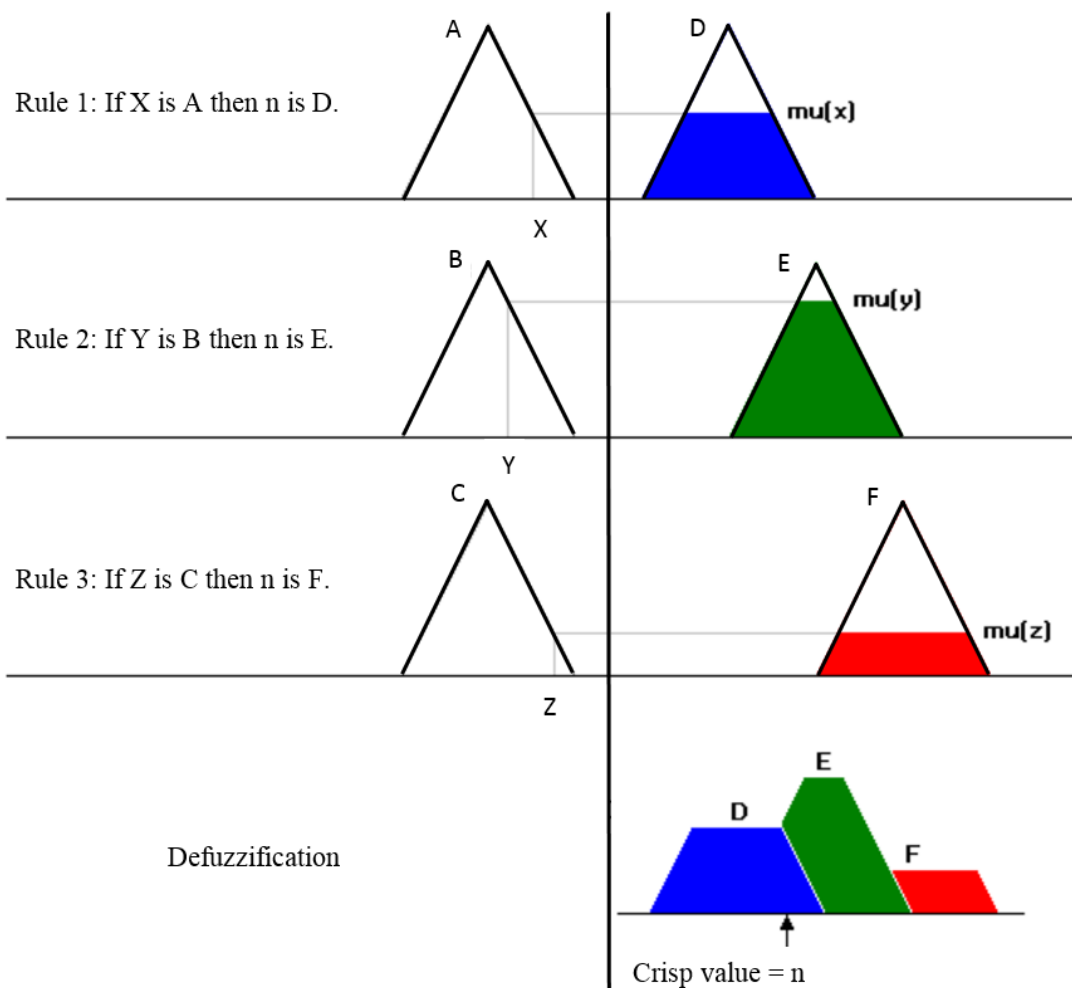 A
D
Rule 1: If X is A then n is D.
mu(x)
X
B
E
mu(y)
Rule 2: If Y is B then n is E.
Y
C
F
Rule 3: If Z is C then n is F.
mu(z)
Z
E
D
F
Defuzzification
Crisp value = n